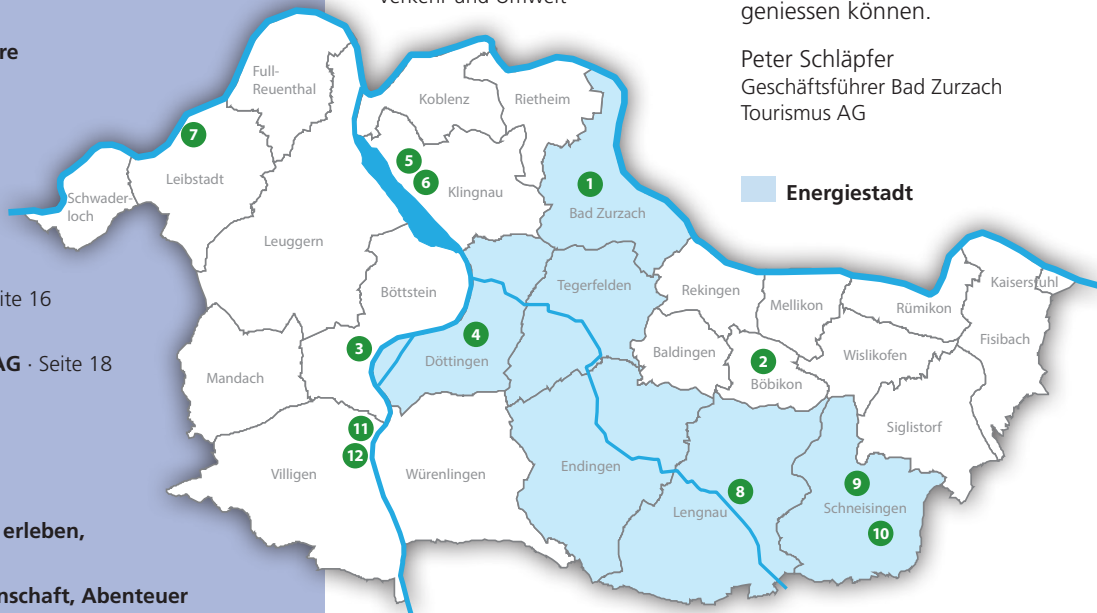 re
ite 16
AG · Seite 18
erleben,
nschaft, Abenteuer
Verkehr und Umwelt
geniessen können.
Peter Schläpfer
Geschäftsführer Bad Zurzach
Tourismus AG
Energiestadt
Full-
Reuenthal
Koblenz
Rietheim
7
Leibstadt
5
6
Klingnau
1
Bad Zurzach
Schwader-
loch
Leuggern
Böttstein
Tegerfelden
Rekingen
Mellikon
Rümikon
Kaiserstuhl
Fisibach
3
4
Döttingen
Baldingen
2
Böbikon
Wislikofen
Mandach
Siglistorf
11
12
Villigen
Würenlingen
Endingen
8
Lengnau
9
Schneisingen
10